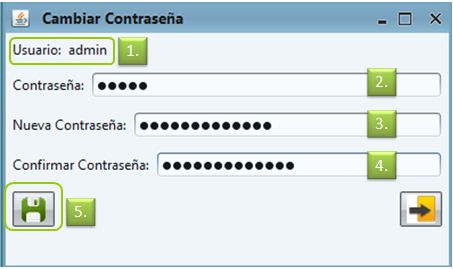 Cambiar Contraseña
Usuario: admin 1.
Contraseña: ●●●●● 2.
Nueva Contraseña: ●●●●●●●●●●●●● 3.
Confirmar Contraseña: ●●●●●●●●●●●●● 4.
5.